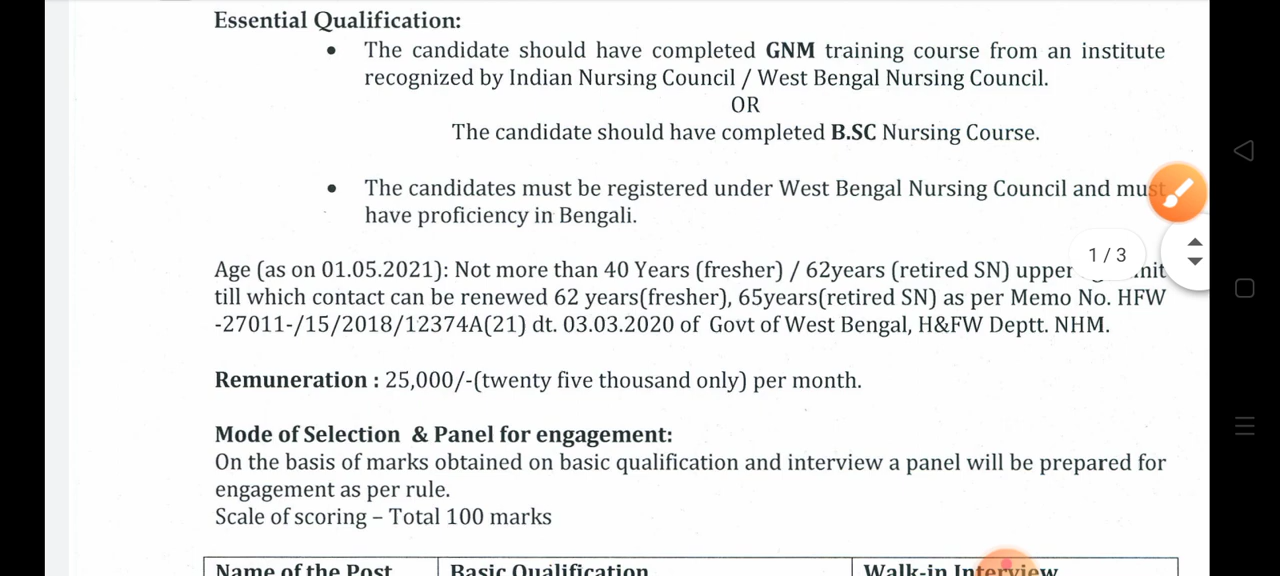 Essential Qualification:
• The candidate should have completed GNM training course from an institute
recognized by Indian Nursing Council / West Bengal Nursing Council.
OR
The candidate should have completed B.SC Nursing Course.
• The candidates must be registered under West Bengal Nursing Council and must
have proficiency in Bengali.
1 / 3
Age (as on 01.05.2021): Not more than 40 Years (fresher) / 62years (retired SN) upper
till which contact can be renewed 62 years(fresher), 65years(retired SN) as per Memo No. HFW
-27011-/15/2018/12374A(21) dt. 03.03.2020 of Govt of West Bengal, H&FW Deptt. NHM.
Remuneration : 25,000/-(twenty five thousand only) per month.
Mode of Selection & Panel for engagement:
On the basis of marks obtained on basic qualification and interview a panel will be prepared for
engagement as per rule.
Scale of scoring – Total 100 marks
Name of the Post Basic Qualification Walk-in Interview